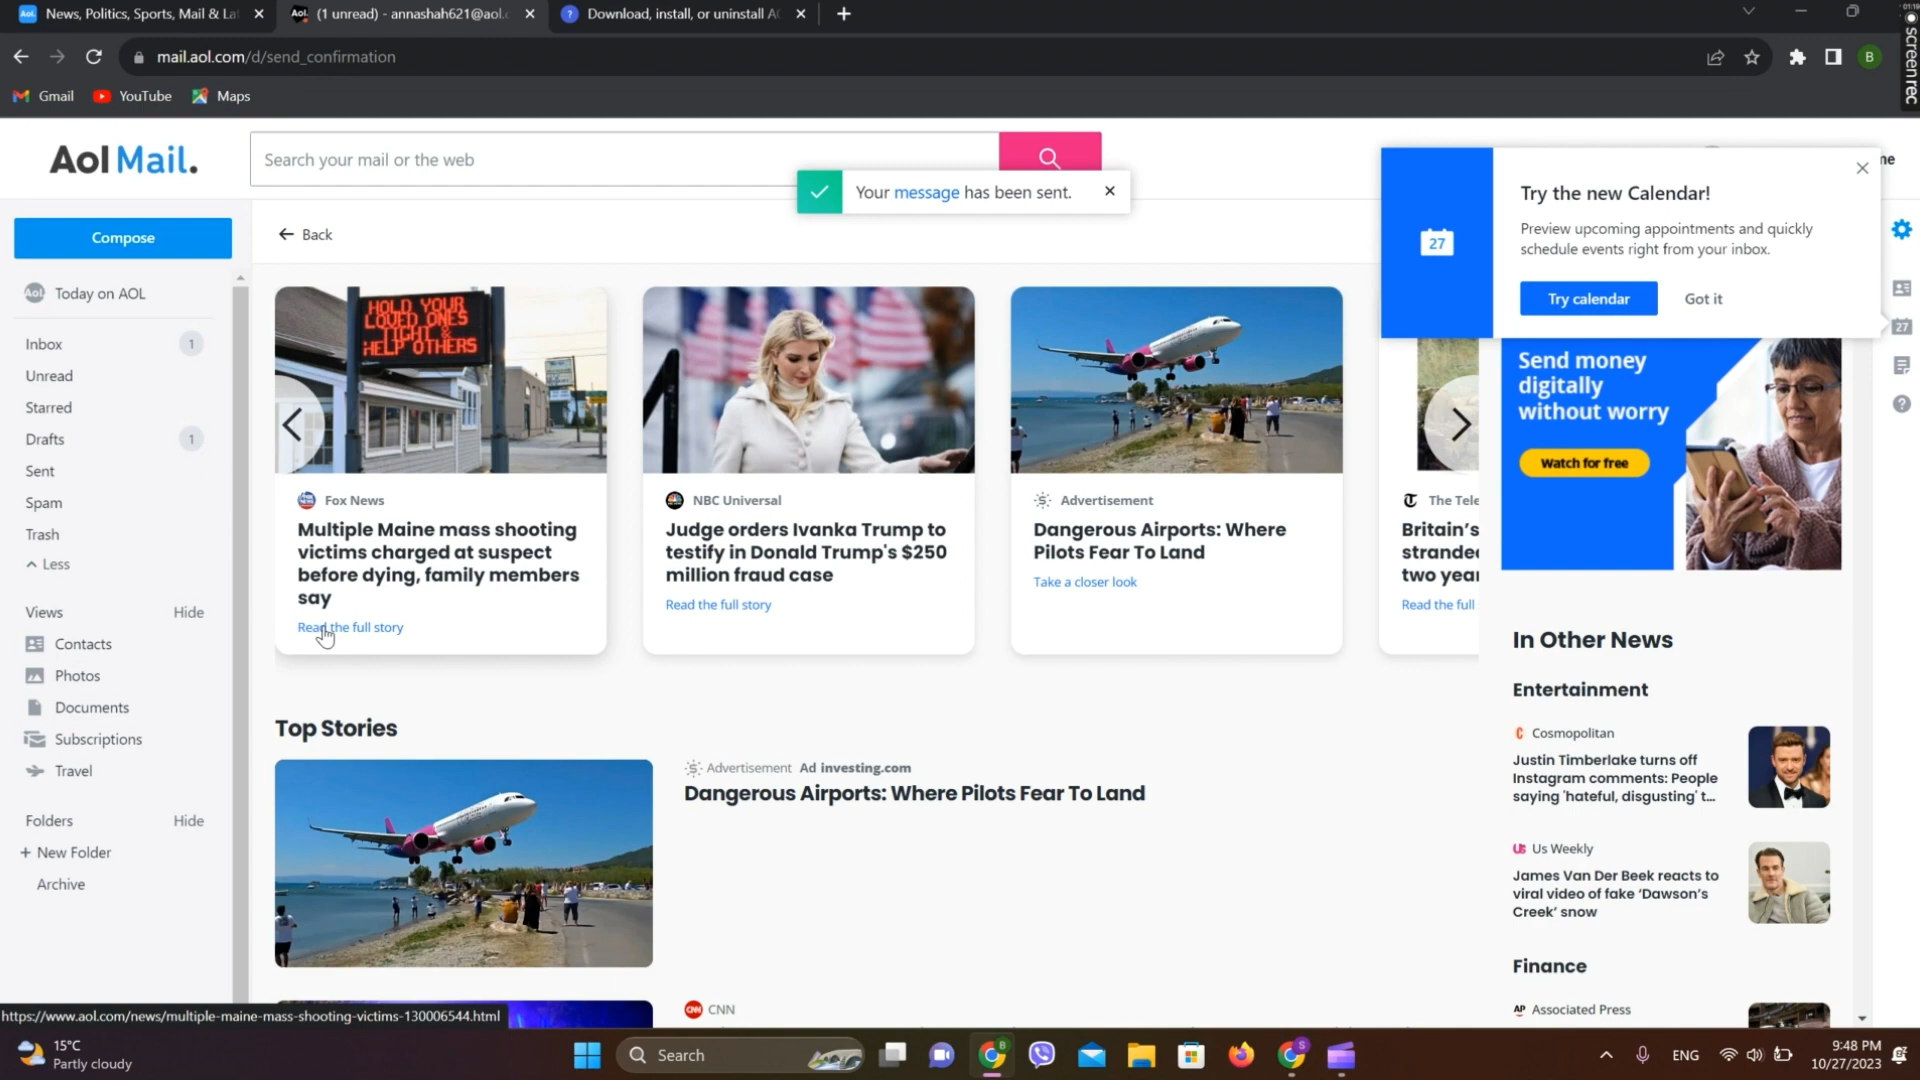 News, Politics, Sports, Mail & La
(1 unread) - annashah621@aol.c
Download, install, or uninstall A
mail.aol.com/d/send_confirmation
Gmail
YouTube
Maps
B
screenrec
Aol Mail.
Search your mail or the web
Your message has been sent.
Try the new Calendar!
Preview upcoming appointments and quickly
schedule events right from your inbox.
27
Try calendar
Got it
me
Compose
Back
Today on AOL
Inbox 1
Unread
Starred
Drafts 1
Sent
Spam
Trash
Less
Views Hide
Contacts
Photos
Documents
Subscriptions
Travel
Folders Hide
+ New Folder
Archive
HOLD YOUR
LOVED ONES
TIGHT &
HELP OTHERS
Fox News
Multiple Maine mass shooting
victims charged at suspect
before dying, family members
say
Read the full story
NBC Universal
Judge orders Ivanka Trump to
testify in Donald Trump's $250
million fraud case
Read the full story
Advertisement
Dangerous Airports: Where
Pilots Fear To Land
Take a closer look
The Tele
Britain's
strande
two year
Read the full
Send money
digitally
without worry
Watch for free
27
Top Stories
Advertisement Ad investing.com
Dangerous Airports: Where Pilots Fear To Land
CNN
In Other News
Entertainment
Cosmopolitan
Justin Timberlake turns off
Instagram comments: People
saying 'hateful, disgusting' t...
Us Weekly
James Van Der Beek reacts to
viral video of fake ‘Dawson’s
Creek’ snow
Finance
AP Associated Press
https://www.aol.com/news/multiple-maine-mass-shooting-victims-130006544.html
15°C
Partly cloudy
Search
ENG
9:48 PM
10/27/2023